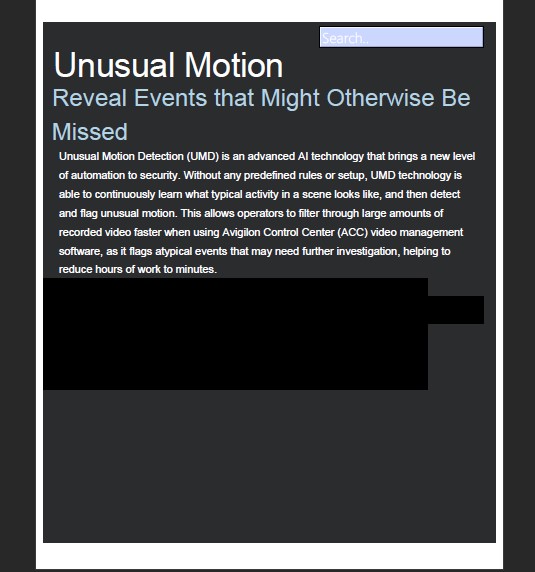 Search..
Unusual Motion
Reveal Events that Might Otherwise Be
Missed
Unusual Motion Detection (UMD) is an advanced AI technology that brings a new level
of automation to security. Without any predefined rules or setup, UMD technology is
able to continuously learn what typical activity in a scene looks like, and then detect
and flag unusual motion. This allows operators to filter through large amounts of
recorded video faster when using Avigilon Control Center (ACC) video management
software, as it flags atypical events that may need further investigation, helping to
reduce hours of work to minutes.